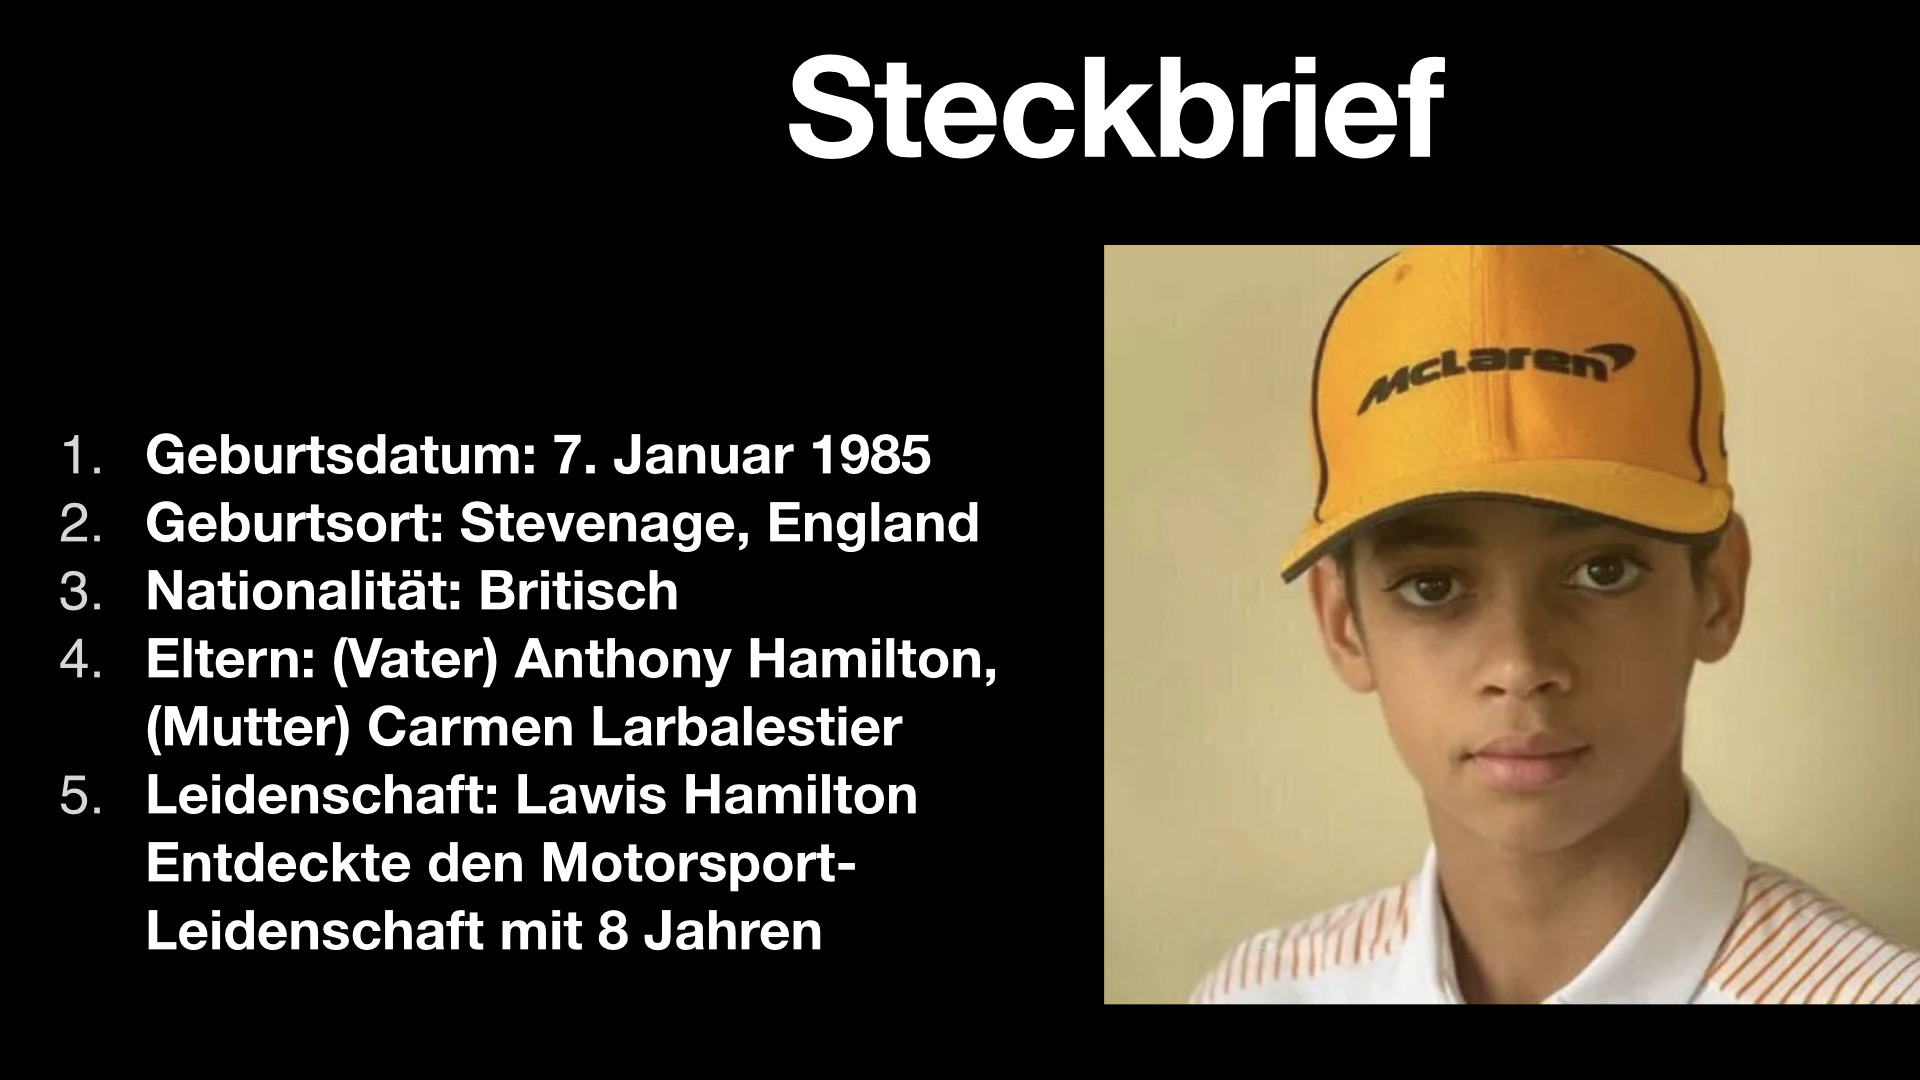 Steckbrief
McLaren
1. Geburtsdatum: 7. Januar 1985
2. Geburtsort: Stevenage, England
3. Nationalität: Britisch
4. Eltern: (Vater) Anthony Hamilton,
(Mutter) Carmen Larbalestier
5. Leidenschaft: Lawis Hamilton
Entdeckte den Motorsport-
Leidenschaft mit 8 Jahren